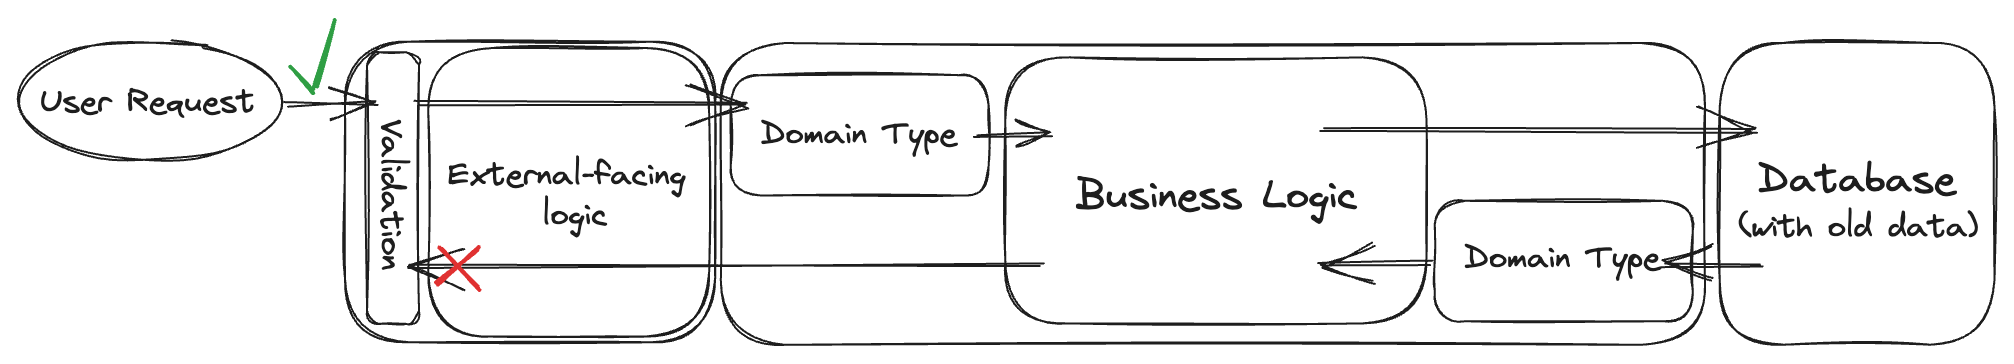 User Request
Validation
External-facing
logic
Domain Type
Business Logic
Domain Type
Database
(with old data)